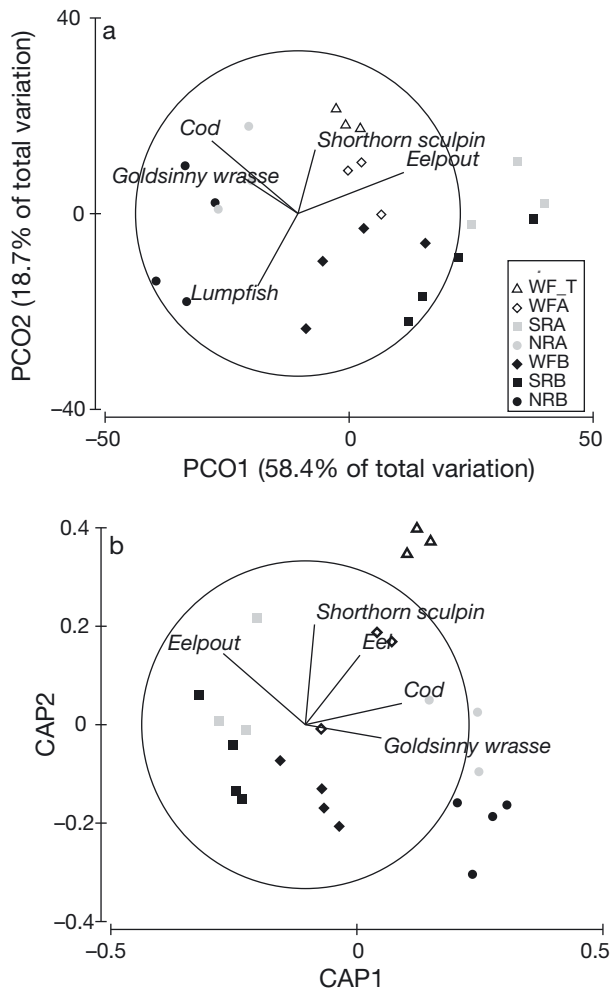 40
a
Cod
Shorthorn sculpin
Eelpout
Goldsinny wrasse
0
Lumpfish
PCO2 (18.7% of total variation)
WF_T
WFA
SRA
NRA
WFB
SRB
NRB
–40
–50
0
50
PCO1 (58.4% of total variation)
0.4
b
Shorthorn sculpin
0.2
Eelpout
Eel
Cod
CAP2
0
Goldsinny wrasse
–0.2
–0.4
–0.5
0
0.5
CAP1